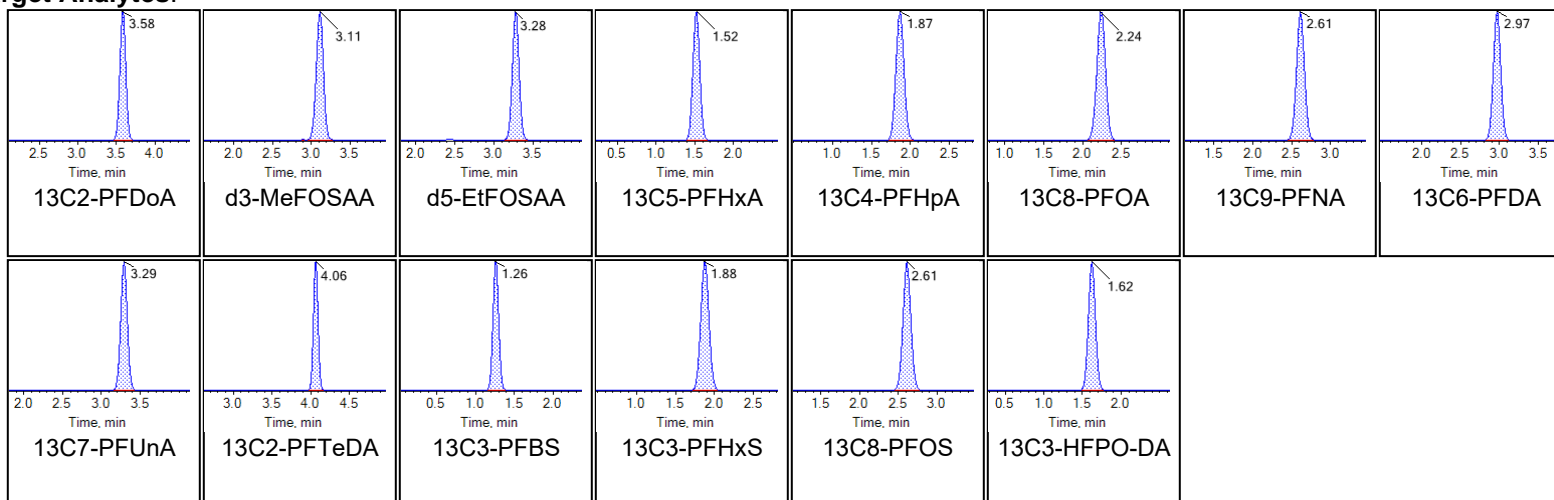 rget Analytes:
3.58 3.11 3.28 1.52 1.87 2.24 2.61 2.97
2.5 3.0 3.5 4.0 2.0 2.5 3.0 3.5 2.0 2.5 3.0 3.5 0.5 1.0 1.5 2.0 1.0 1.5 2.0 2.5 1.0 1.5 2.0 2.5 1.5 2.0 2.5 3.0 2.0 2.5 3.0 3.5
Time, min Time, min Time, min Time, min Time, min Time, min Time, min Time, min
13C2-PFDoA d3-MeFOSAA d5-EtFOSAA 13C5-PFHxA 13C4-PFHpA 13C8-PFOA 13C9-PFNA 13C6-PFDA
3.29 4.06 1.26 1.88 2.61 1.62
2.0 2.5 3.0 3.5 3.0 3.5 4.0 4.5 0.5 1.0 1.5 2.0 1.0 1.5 2.0 2.5 1.5 2.0 2.5 3.0 0.5 1.0 1.5 2.0
Time, min Time, min Time, min Time, min Time, min Time, min
13C7-PFUnA 13C2-PFTeDA 13C3-PFBS 13C3-PFHxS 13C8-PFOS 13C3-HFPO-DA